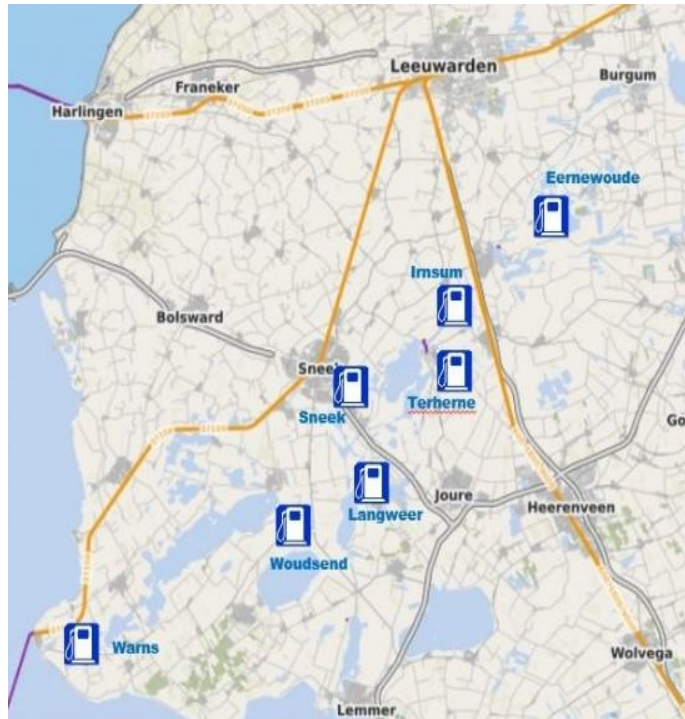 Leeuwarden
Burgum
Franeker
Harlingen
Eernewoude
Irnsum
Bolsward
Sneek
Sneek
Terherne
Langweer
Joure
Heerenveen
Woudsend
Warns
Wolvega
Lemmer
Go